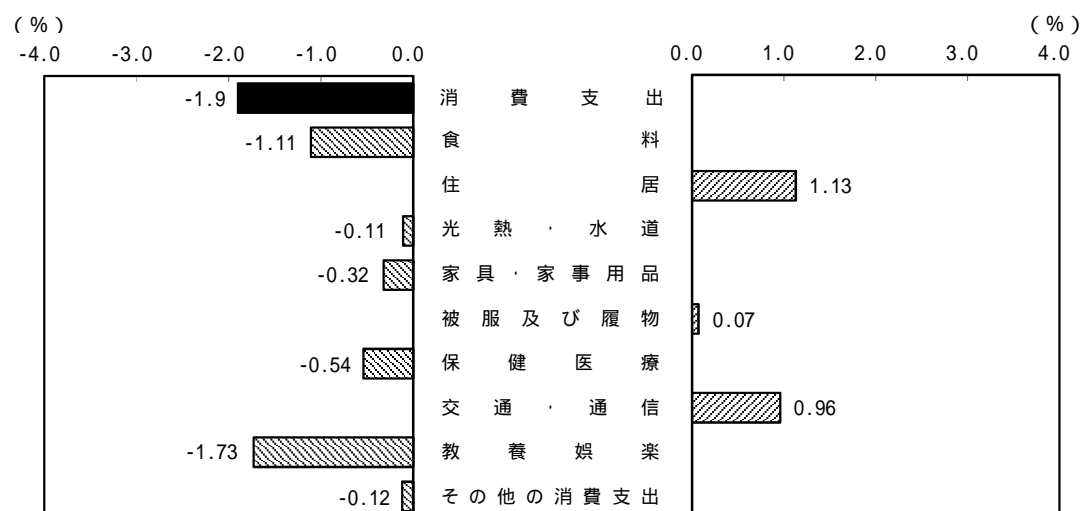 (%) (%)
-4.0 -3.0 -2.0 -1.0 0.0 0.0 1.0 2.0 3.0 4.0
-1.9 消費支出
-1.11 食料
住居 1.13
-0.11 光熱・水道
-0.32 家具・家事用品
被服及び履物 0.07
-0.54 保健医療
交通・通信 0.96
-1.73 教養娯楽
-0.12 その他の消費支出